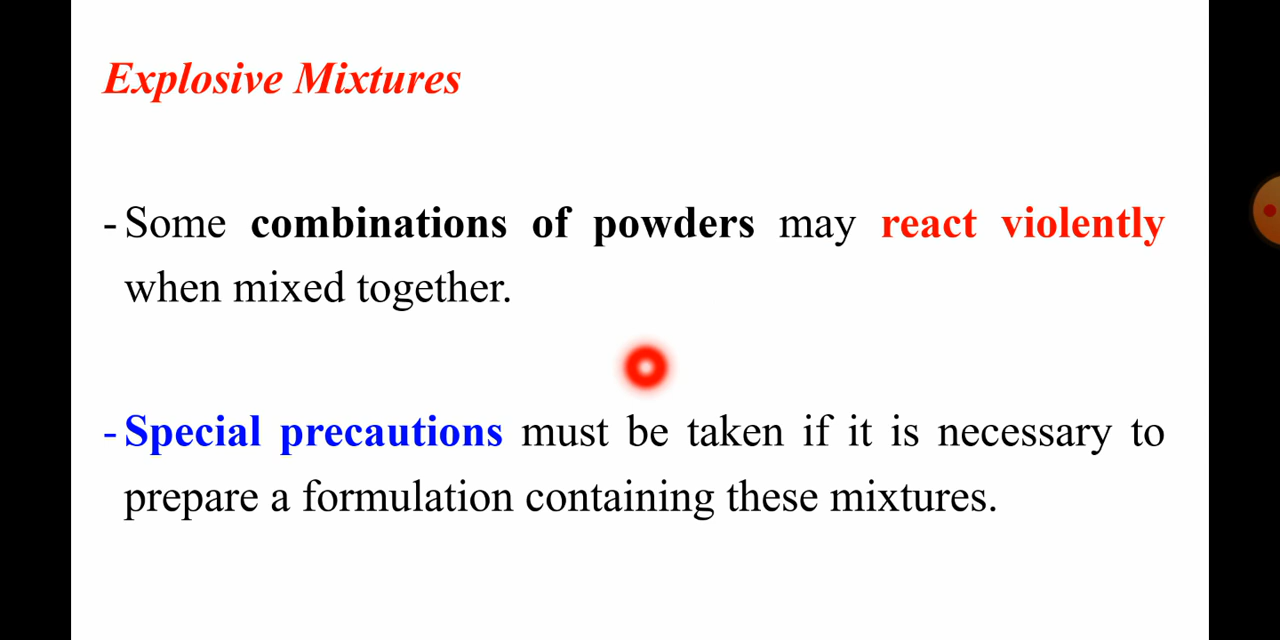 Explosive Mixtures
- Some combinations of powders may react violently
when mixed together.
- Special precautions must be taken if it is necessary to
prepare a formulation containing these mixtures.